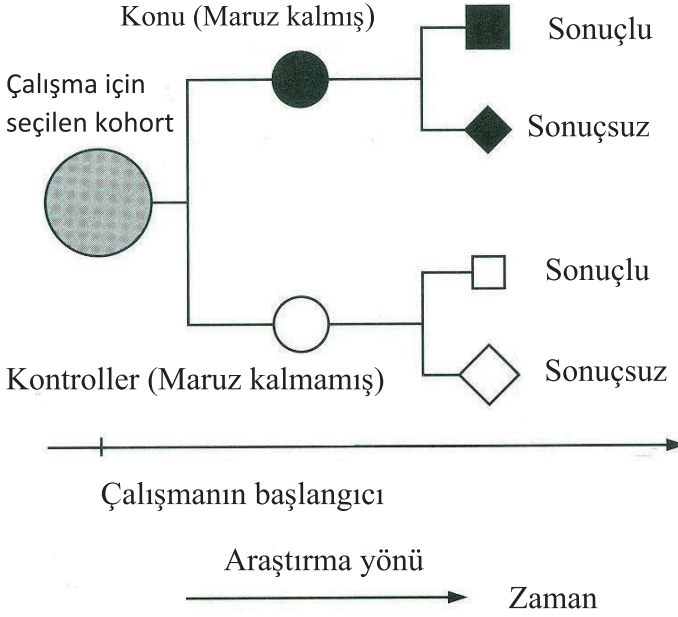 Konu (Maruz kalmış)
Sonuçlu
Çalışma için
seçilen kohort
Sonuçsuz
Sonuçlu
Kontroller (Maruz kalmamış)
Sonuçsuz
Çalışmanın başlangıcı
Araştırma yönü
Zaman